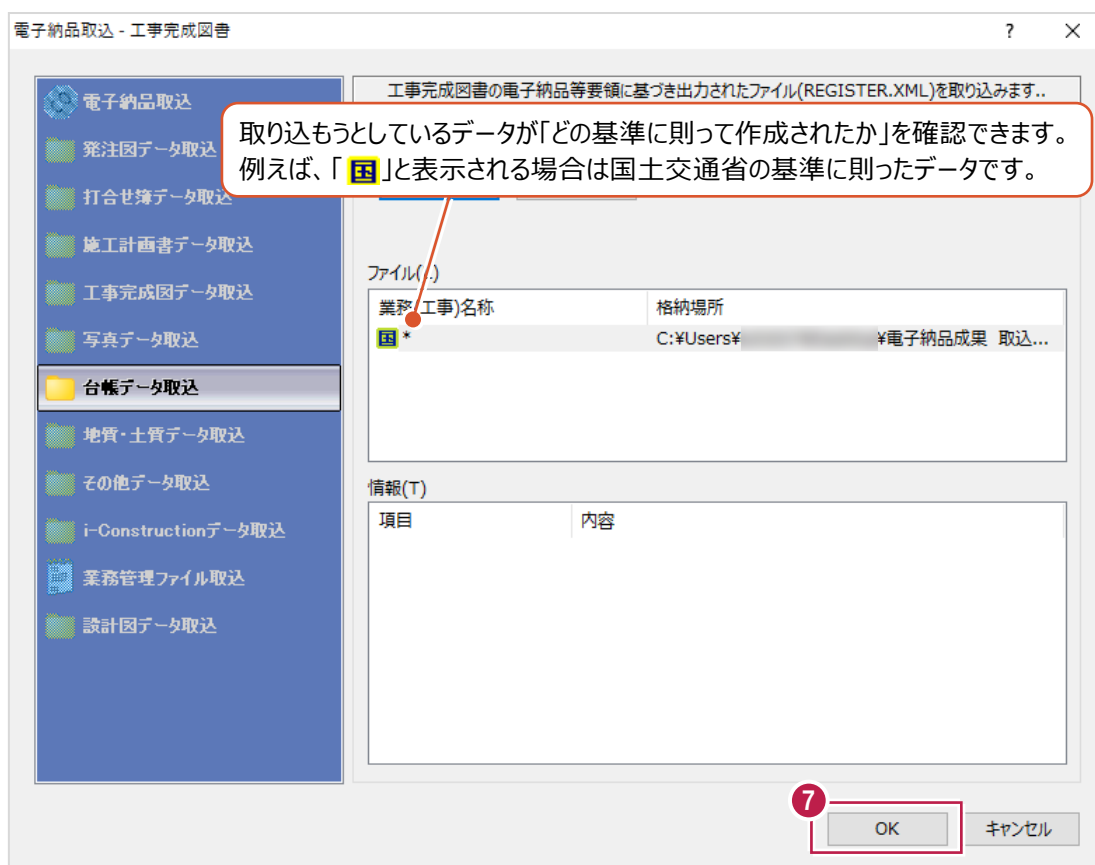 電子納品取込 - 工事完成図書
電子納品取込
発注図データ取込
打合せ簿データ取込
施工計画書データ取込
工事完成図データ取込
写真データ取込
台帳データ取込
地質・土質データ取込
その他データ取込
i-Constructionデータ取込
業務管理ファイル取込
設計図データ取込
工事完成図書の電子納品等要領に基づき出力されたファイル(REGISTER.XML)を取り込みます..
取り込もうとしているデータが「どの基準に則って作成されたか」を確認できます。
例えば、「国」と表示される場合は国土交通省の基準に則ったデータです。
ファイル(
業務(工事)名称 格納場所
国 * C:¥Users¥ ¥電子納品成果 取込...
情報(T)
項目 内容
7
OK キャンセル